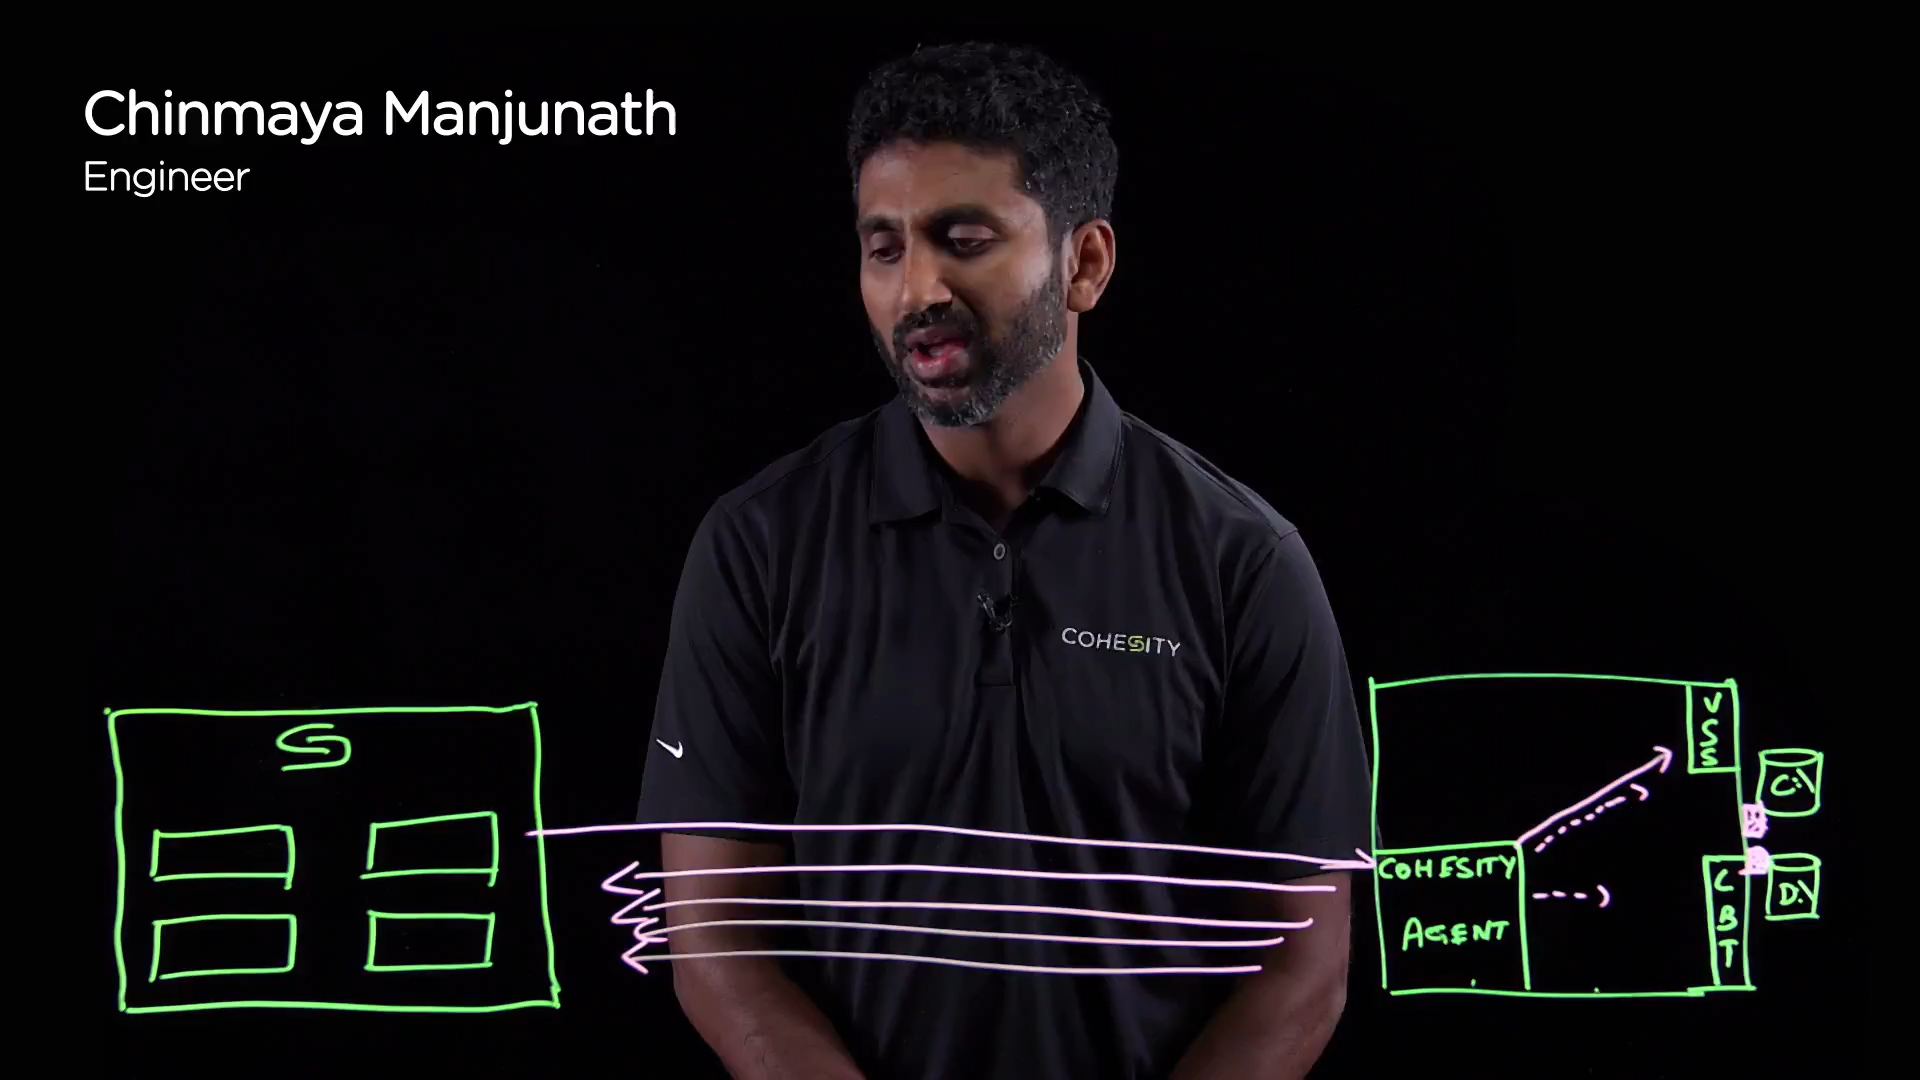 Chinmaya Manjunath
Engineer
COHESITY
S
VSS
C:\
COHESITY
AGENT
CBT
D:\